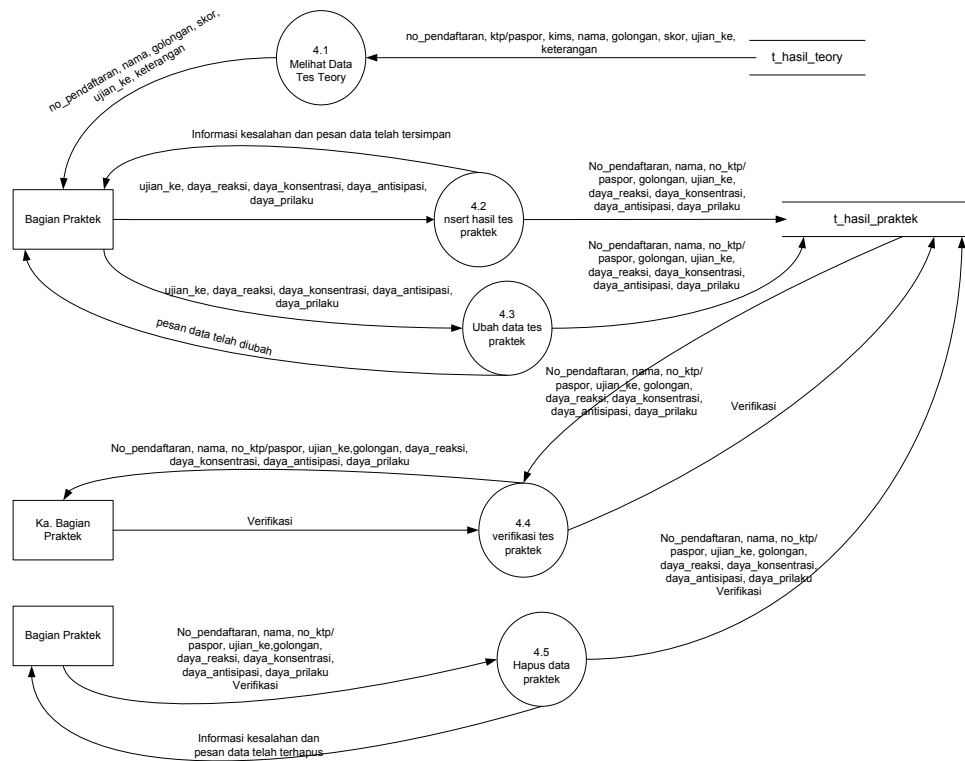 no_pendaftaran, nama, golongan, skor,
ujian_ke, keterangan
4.1
Melihat Data
Tes Teory
no_pendaftaran, ktp/paspor, kims, nama, golongan, skor, ujian_ke,
keterangan
t_hasil_teory
Informasi kesalahan dan pesan data telah tersimpan
Bagian Praktek
ujian_ke, daya_reaksi, daya_konsentrasi, daya_antisipasi,
daya_prilaku
4.2
nsert hasil tes
praktek
No_pendaftaran, nama, no_ktp/
paspor, golongan, ujian_ke,
daya_reaksi, daya_konsentrasi,
daya_antisipasi, daya_prilaku
t_hasil_praktek
No_pendaftaran, nama, no_ktp/
paspor, golongan, ujian_ke,
daya_reaksi, daya_konsentrasi,
daya_antisipasi, daya_prilaku
ujian_ke, daya_reaksi, daya_konsentrasi, daya_antisipasi,
daya_prilaku
4.3
Ubah data tes
praktek
pesan data telah diubah
No_pendaftaran, nama, no_ktp/
paspor, ujian_ke, golongan,
daya_reaksi, daya_konsentrasi,
daya_antisipasi, daya_prilaku
Verifikasi
No_pendaftaran, nama, no_ktp/paspor, ujian_ke,golongan, daya_reaksi,
daya_konsentrasi, daya_antisipasi, daya_prilaku
Ka. Bagian
Praktek
Verifikasi
4.4
verifikasi tes
praktek
No_pendaftaran, nama, no_ktp/
paspor, ujian_ke, golongan,
daya_reaksi, daya_konsentrasi,
daya_antisipasi, daya_prilaku
Verifikasi
Bagian Praktek
No_pendaftaran, nama, no_ktp/
paspor, ujian_ke,golongan,
daya_reaksi, daya_konsentrasi,
daya_antisipasi, daya_prilaku
Verifikasi
4.5
Hapus data
praktek
Informasi kesalahan dan
pesan data telah terhapus